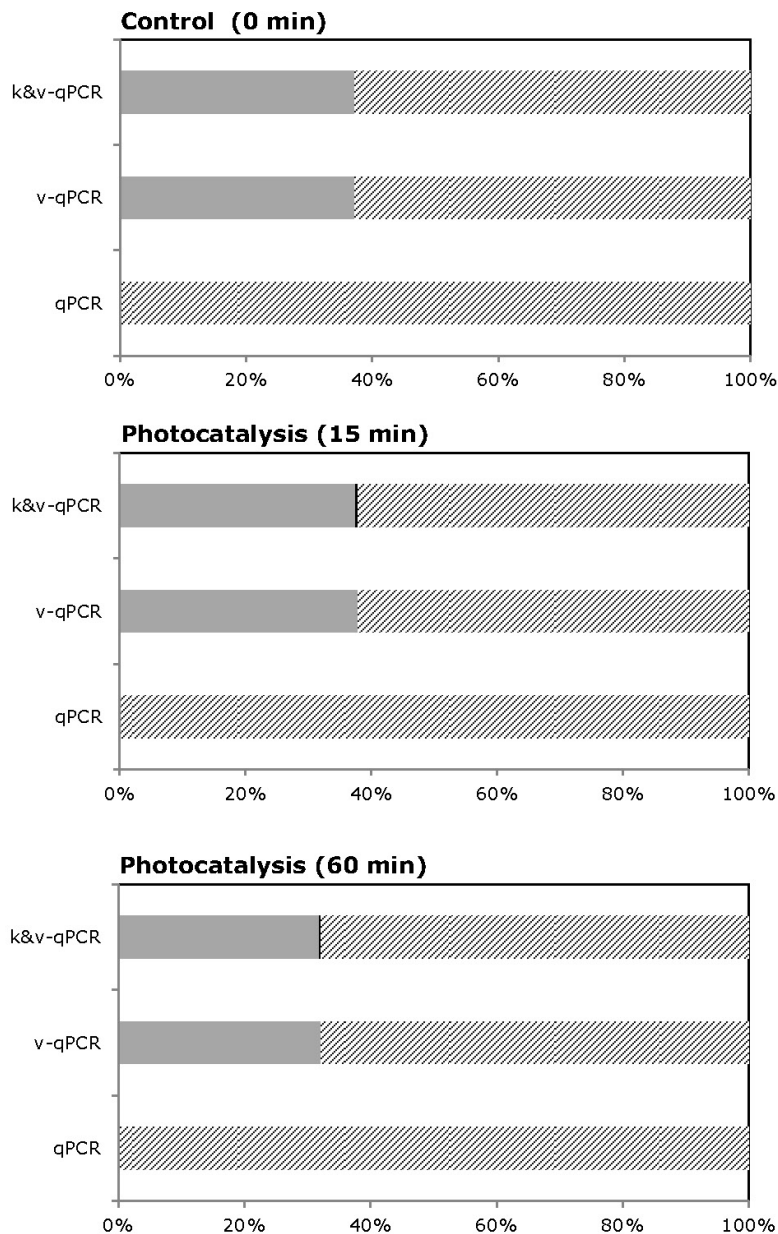 Control (0 min)
k&v-qPCR
v-qPCR
qPCR
0% 20% 40% 60% 80% 100%
Photocatalysis (15 min)
k&v-qPCR
v-qPCR
qPCR
0% 20% 40% 60% 80% 100%
Photocatalysis (60 min)
k&v-qPCR
v-qPCR
qPCR
0% 20% 40% 60% 80% 100%